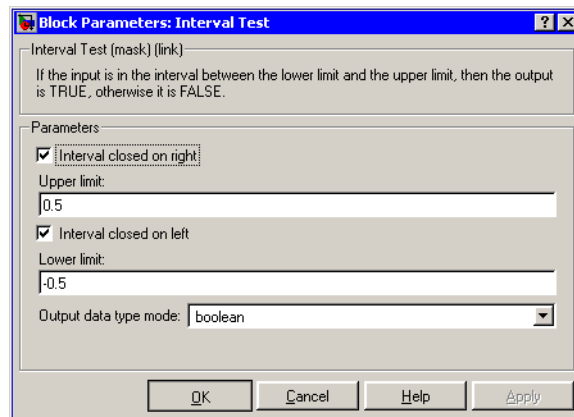 Block Parameters: Interval Test
Interval Test (mask) (link)
If the input is in the interval between the lower limit and the upper limit, then the output
is TRUE, otherwise it is FALSE.
Parameters
Interval closed on right
Upper limit:
0.5
Interval closed on left
Lower limit:
-0.5
Output data type mode: boolean
OK Cancel Help Apply